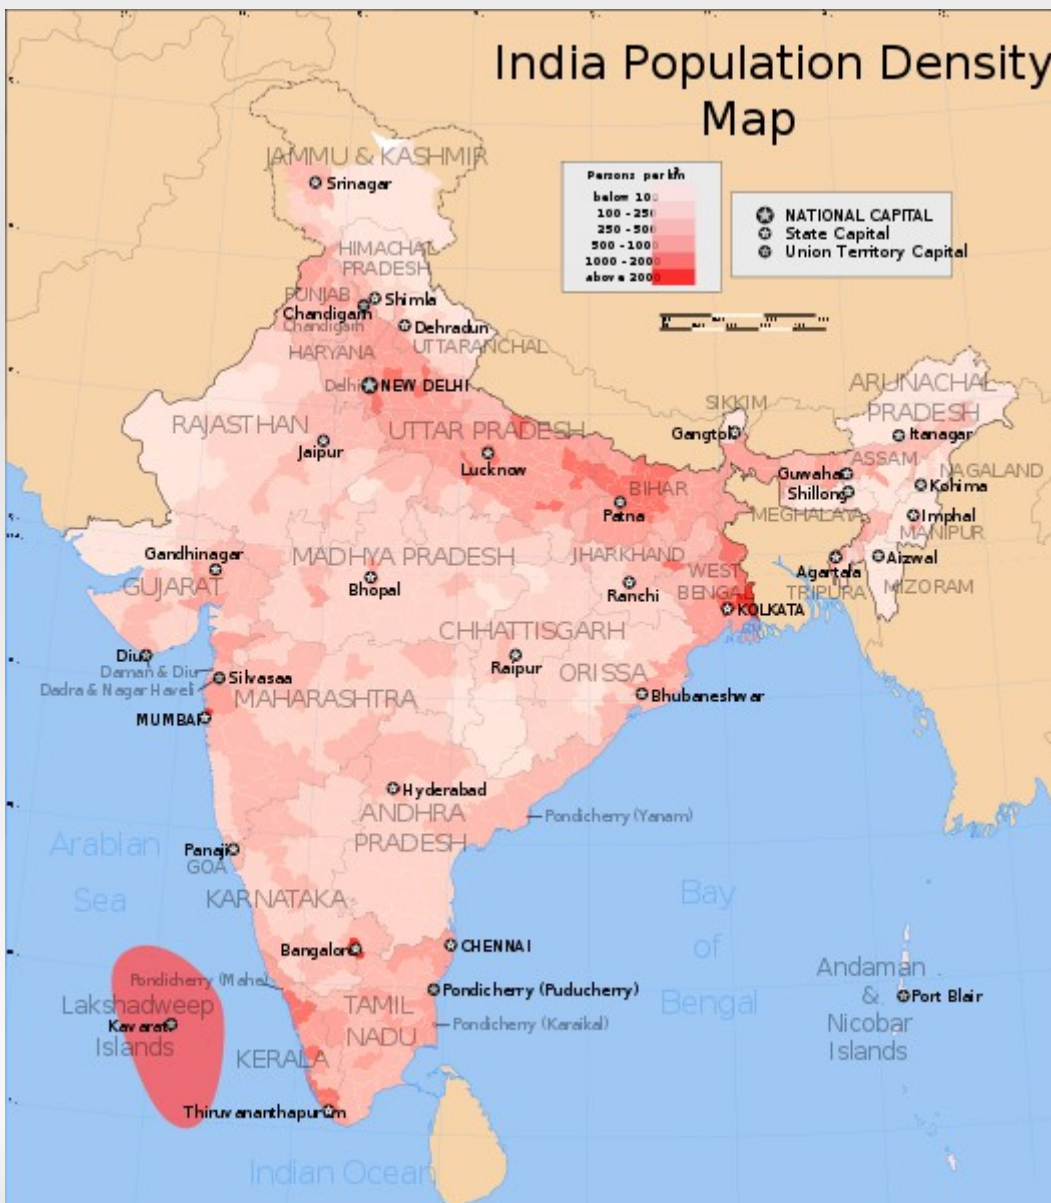 India Population Density
Map
Persons per km²
below 100
100 - 250
250 - 500
500 - 1000
1000 - 2000
above 2000
NATIONAL CAPITAL
State Capital
Union Territory Capital
JAMMU & KASHMIR
Srinagar
HIMACHAL
PRADESH
PUNJAB
Shimla
Chandigarh
Chandigarh
Dehradun
UTTARANCHAL
HARYANA
Delhi
NEW DELHI
RAJASTHAN
Jaipur
UTTAR PRADESH
Lucknow
SIKKIM
Gangtok
ARUNACHAL
PRADESH
Itanagar
ASSAM
Guwahati
NAGALAND
Shillong
Kohima
MEGHALAYA
Imphal
MANIPUR
BIHAR
Patna
Gandhinagar
GUJARAT
MADHYA PRADESH
Bhopal
JHARKHAND
Ranchi
WEST
BENGAL
KOLKATA
Agartala
TRIPURA
Aizwal
MIZORAM
CHHATTISGARH
Raipur
ORISSA
Bhubaneshwar
Diu
Daman & Diu
Dadra & Nagar Haveli
Silvasaa
MAHARASHTRA
MUMBAI
Hyderabad
ANDHRA
PRADESH
Pondicherry (Yanam)
Arabian
Sea
Panaji
GOA
KARNATAKA
Bangalore
CHENNAI
Bay
of
Bengal
Pondicherry (Mahe)
Pondicherry (Puducherry)
Lakshadweep
Kavarati
Islands
TAMIL
NADU
Pondicherry (Karaikal)
KERALA
Thiruvananthapuram
Andaman
&
Nicobar
Islands
Port Blair
Indian Ocean